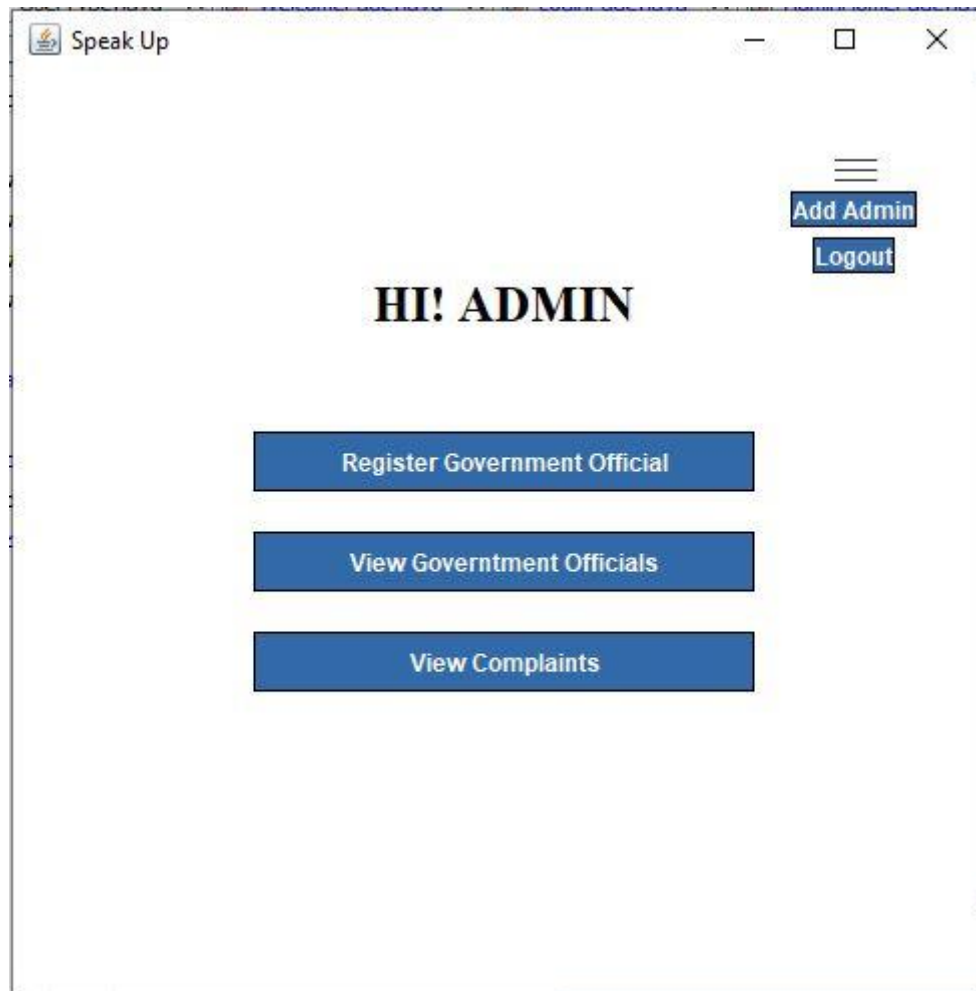 Speak Up
Add Admin
Logout
HI! ADMIN
Register Government Official
View Governtment Officials
View Complaints